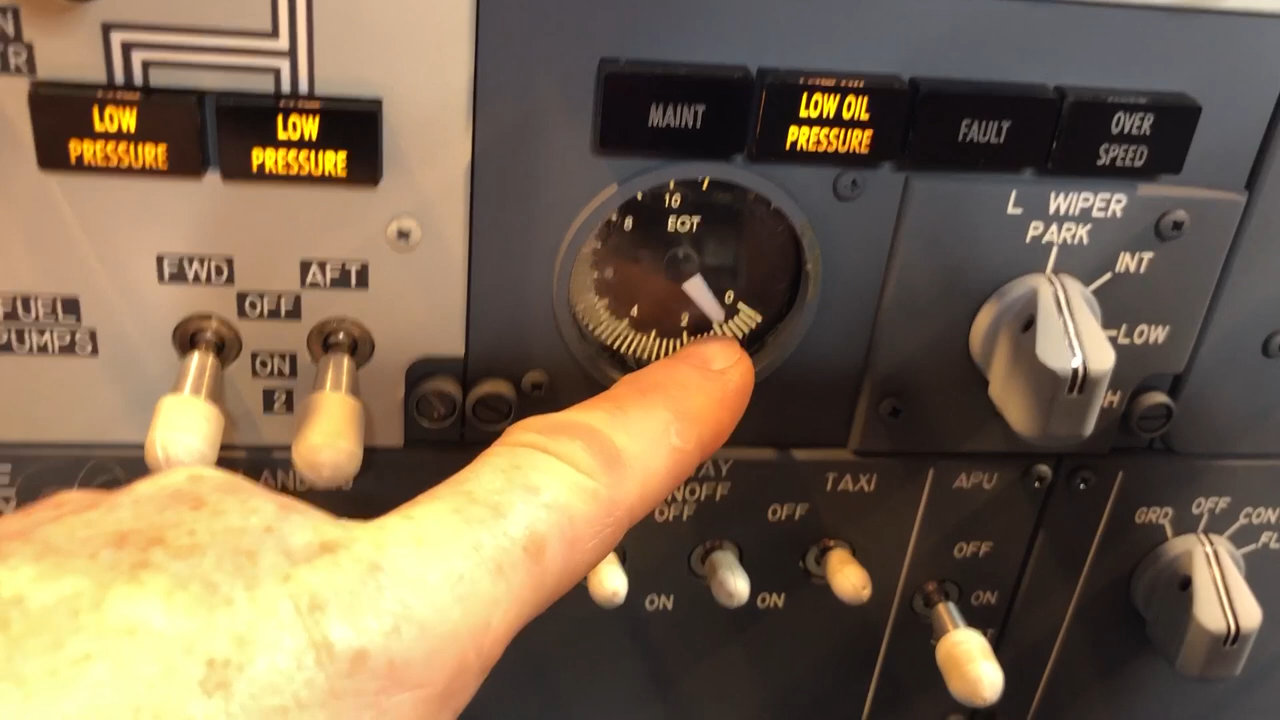 LOW
PRESSURE
LOW
PRESSURE
MAINT
LOW OIL
PRESSURE
FAULT
OVER
SPEED
10
8
EGT
0
2
4
L WIPER
PARK
INT
LOW
FWD
AFT
OFF
ON
2
FUEL
PUMPS
OFF
ON
OFF
ON
TAXI
APU
OFF
ON
GRD
OFF